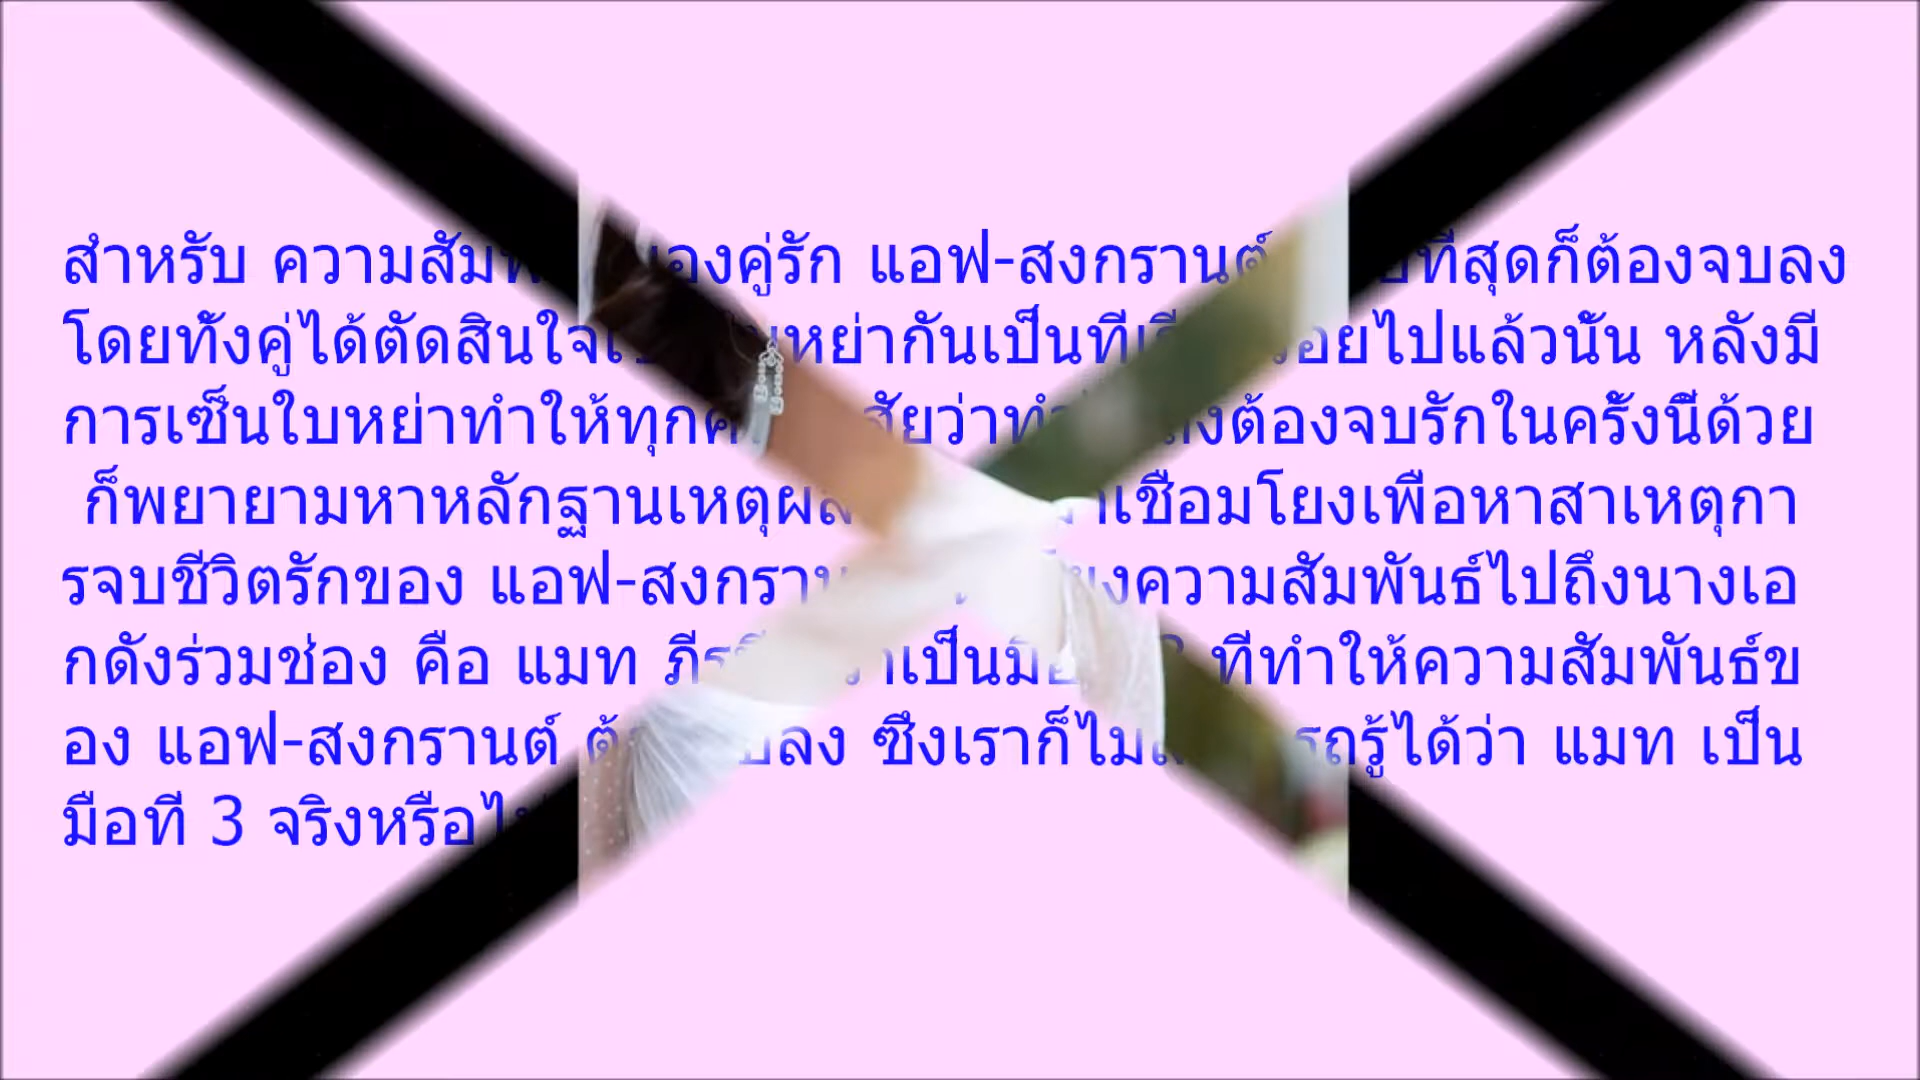 สำหรับ ความสัมพ ของคู่รัก แอฟ-สงกรานต์ ที่สุดก็ต้องจบลง
โดยทั้งคู่ได้ตัดสินใจ หย่ากันเป็นที่เรียบร้อยไปแล้วนั้น หลังมี
การเซ็นใบหย่าทำให้ทุกค สัยว่าทำ ต้องจบรักในครั้งนี้ด้วย
ก็พยายามหาหลักฐานเหตุผล เชื่อมโยงเพื่อหาสาเหตุกา
รจบชีวิตรักของ แอฟ-สงกราน ความสัมพันธ์ไปถึงนางเอ
กดังร่วมช่อง คือ แมท ว่าเป็นมือ ที่ทำให้ความสัมพันธ์ข
อง แอฟ-สงกรานต์ ลง ซึ่งเราก็ไม รู้ได้ว่า แมท เป็น
มือที่ 3 จริงหรือ